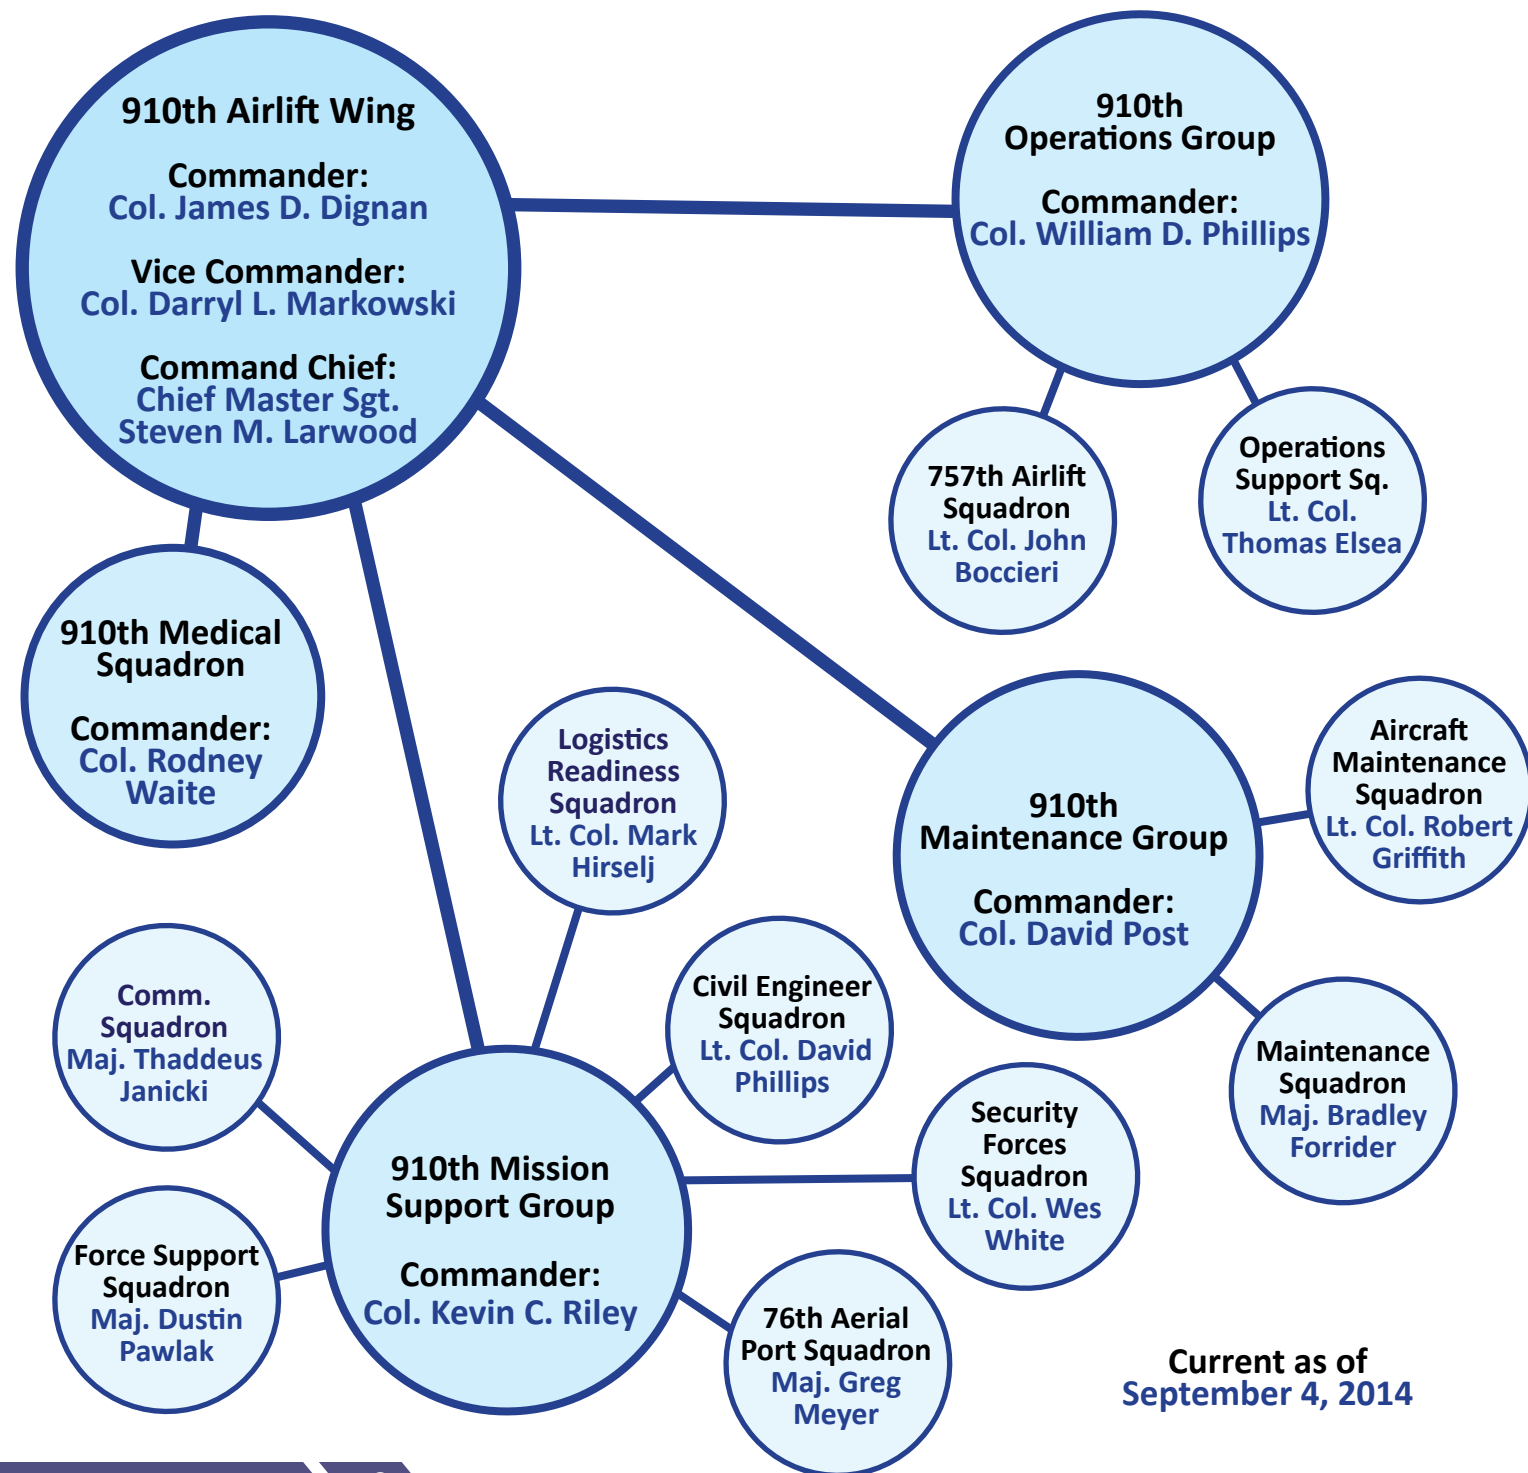 910th Airlift Wing
Commander:
Col. James D. Dignan
Vice Commander:
Col. Darryl L. Markowski
Command Chief:
Chief Master Sgt.
Steven M. Larwood
910th
Operations Group
Commander:
Col. William D. Phillips
757th Airlift
Squadron
Lt. Col. John
Boccieri
Operations
Support Sq.
Lt. Col.
Thomas Elsea
910th Medical
Squadron
Commander:
Col. Rodney
Waite
Logistics
Readiness
Squadron
Lt. Col. Mark
Hirselj
910th
Maintenance Group
Commander:
Col. David Post
Aircraft
Maintenance
Squadron
Lt. Col. Robert
Griffith
Comm.
Squadron
Maj. Thaddeus
Janicki
Civil Engineer
Squadron
Lt. Col. David
Phillips
Maintenance
Squadron
Maj. Bradley
Forrider
Security
Forces
Squadron
Lt. Col. Wes
White
910th Mission
Support Group
Commander:
Col. Kevin C. Riley
Force Support
Squadron
Maj. Dustin
Pawlak
76th Aerial
Port Squadron
Maj. Greg
Meyer
Current as of
September 4, 2014